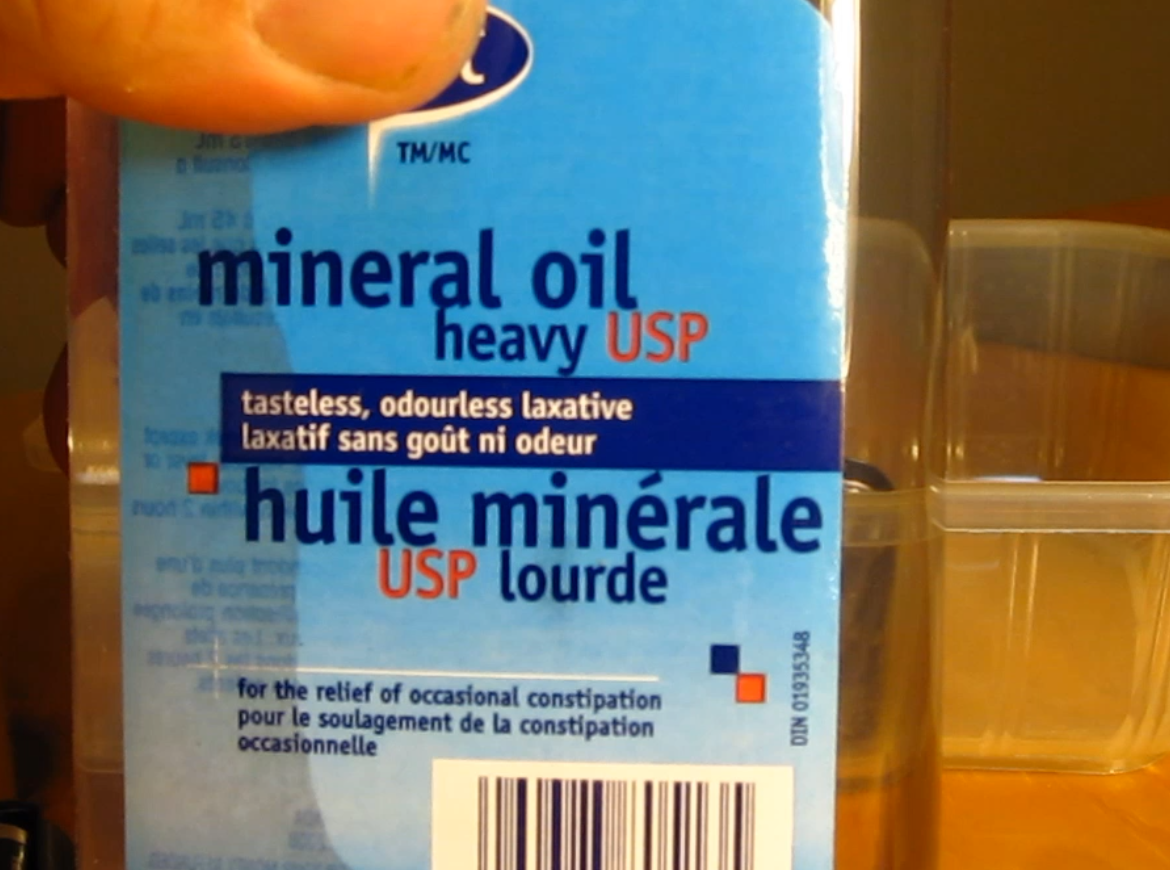 TM/MC
mineral oil
heavy USP
tasteless, odourless laxative
laxatif sans goût ni odeur
huile minérale
USP lourde
for the relief of occasional constipation
pour le soulagement de la constipation
occasionnelle
DIN 01935348